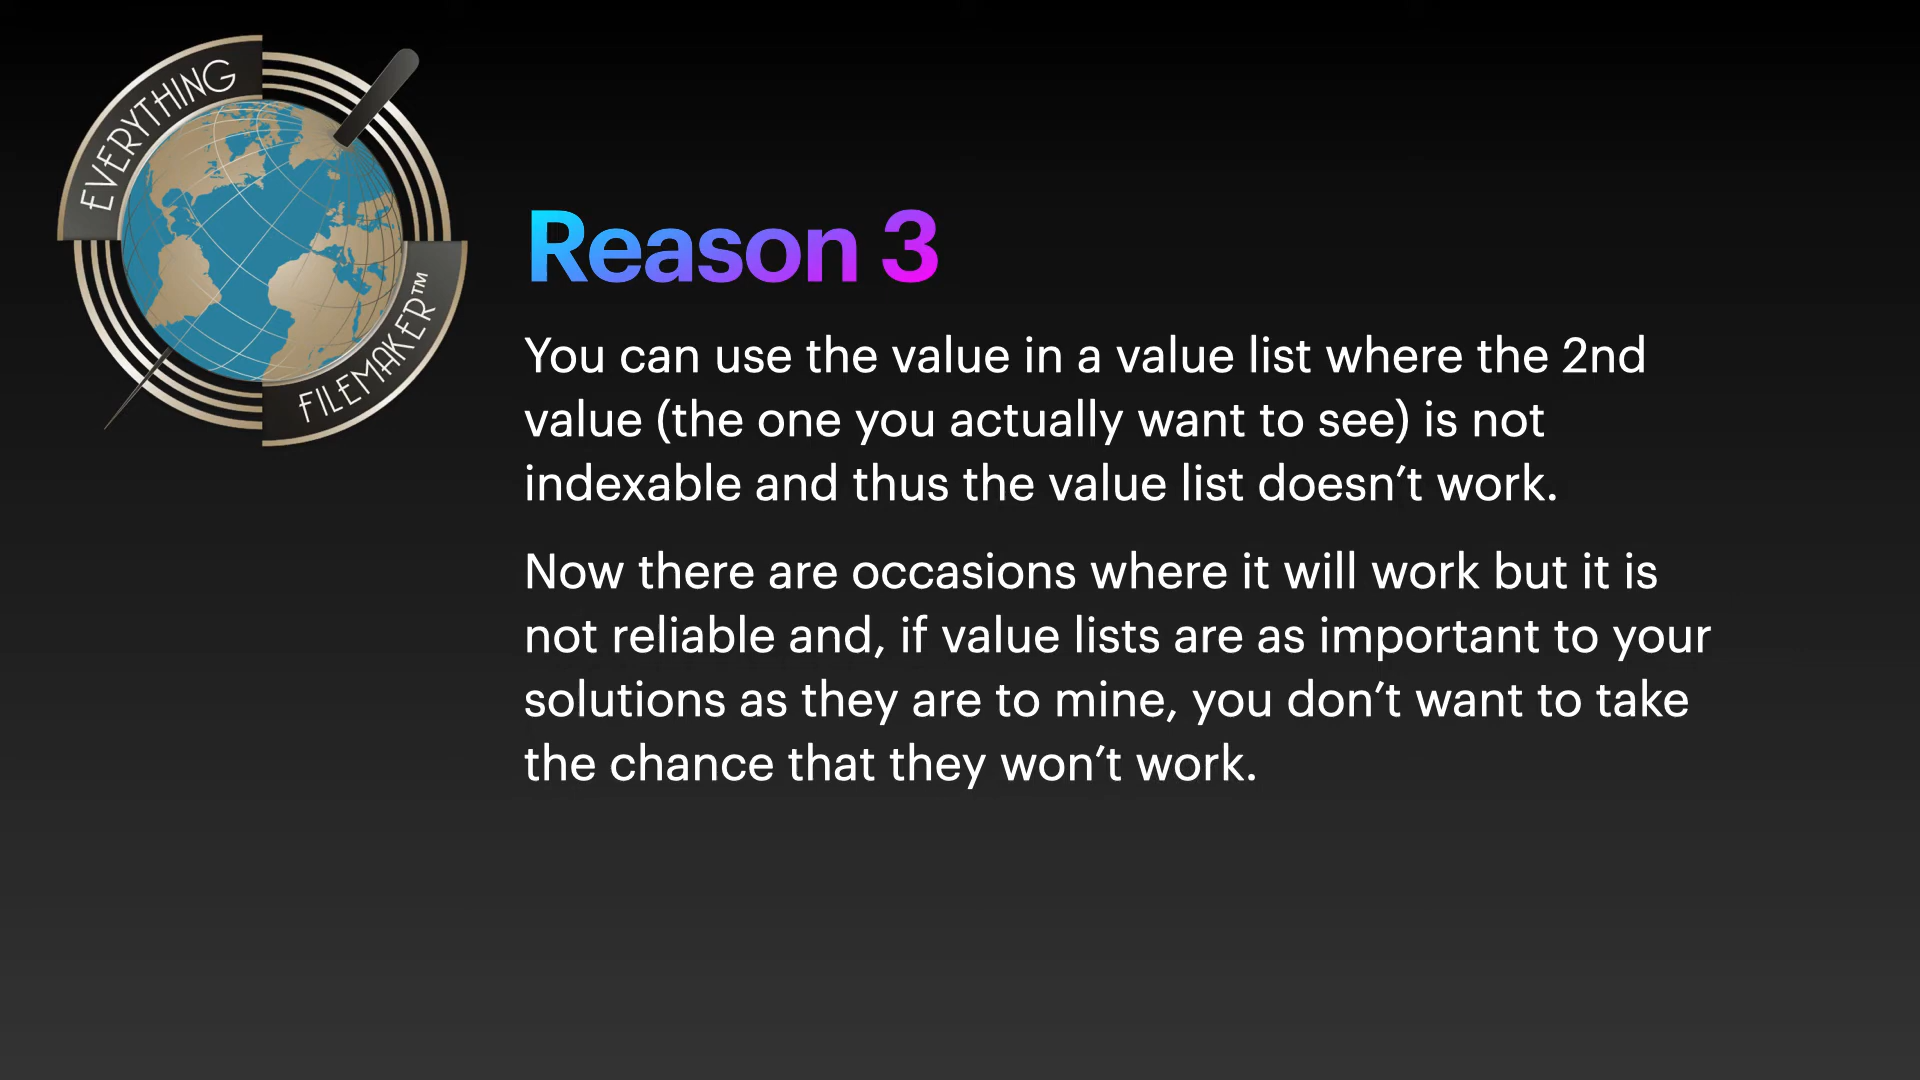 EVERYTHING
FILEMAKER™
Reason 3
You can use the value in a value list where the 2nd
value (the one you actually want to see) is not
indexable and thus the value list doesn’t work.
Now there are occasions where it will work but it is
not reliable and, if value lists are as important to your
solutions as they are to mine, you don’t want to take
the chance that they won’t work.